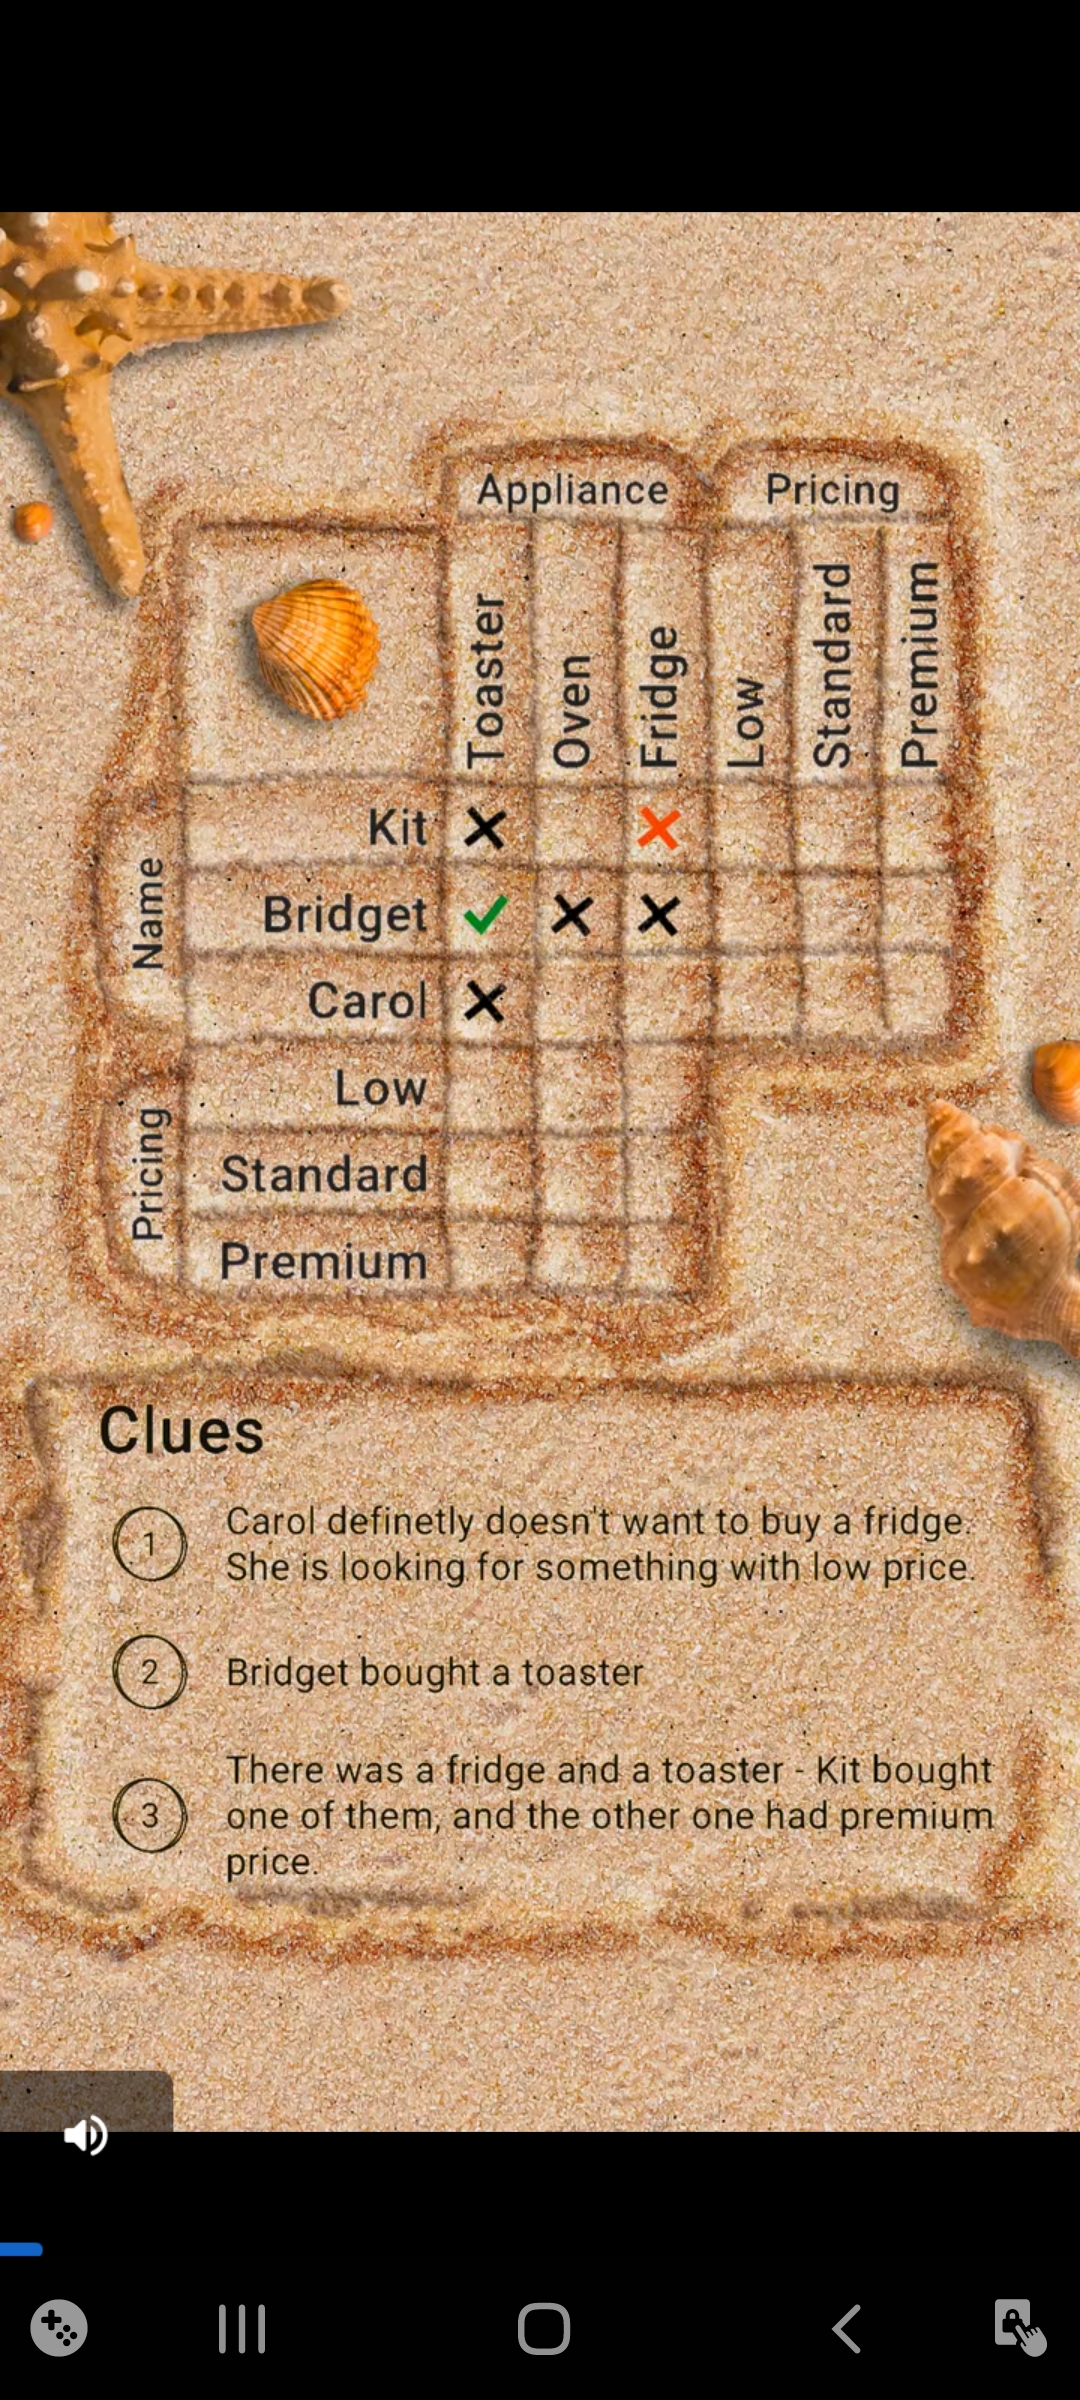 Appliance Pricing
Toaster Oven Fridge Low Standard Premium
Name
Kit
Bridget
Carol
Pricing
Low
Standard
Premium
Clues
1 Carol definetly doesn't want to buy a fridge.
She is looking for something with low price.
2 Bridget bought a toaster
3 There was a fridge and a toaster - Kit bought
one of them, and the other one had premium
price.